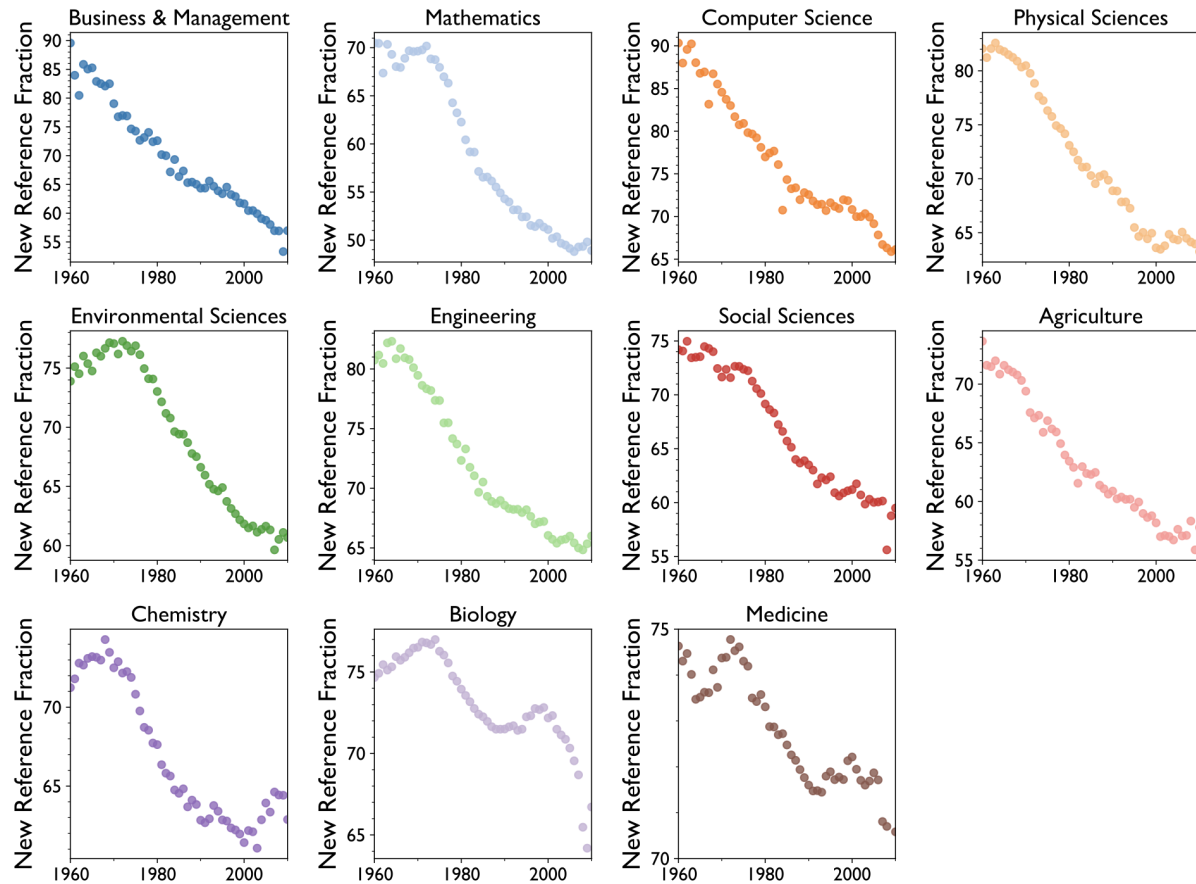 Business & Management
New Reference Fraction
90
85
80
75
70
65
60
55
1960 1980 2000
Mathematics
New Reference Fraction
70
65
60
55
50
1960 1980 2000
Computer Science
New Reference Fraction
90
85
80
75
70
65
1960 1980 2000
Physical Sciences
New Reference Fraction
80
75
70
65
1960 1980 2000
Environmental Sciences
New Reference Fraction
75
70
65
60
1960 1980 2000
Engineering
New Reference Fraction
80
75
70
65
1960 1980 2000
Social Sciences
New Reference Fraction
75
70
65
60
55
1960 1980 2000
Agriculture
New Reference Fraction
70
65
60
55
1960 1980 2000
Chemistry
New Reference Fraction
70
65
1960 1980 2000
Biology
New Reference Fraction
75
70
65
1960 1980 2000
Medicine
New Reference Fraction
75
70
1960 1980 2000